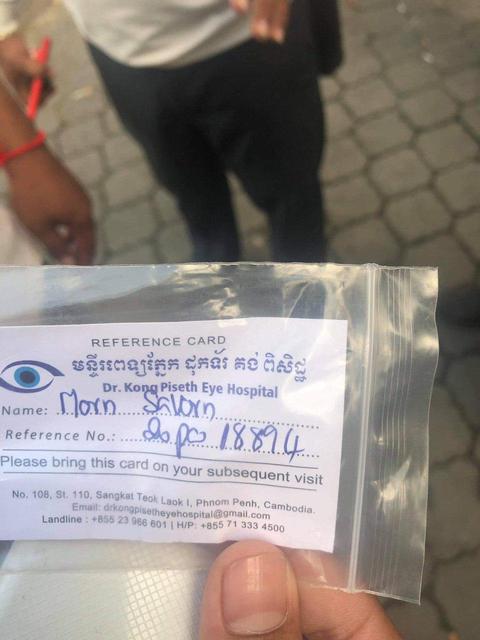 REFERENCE CARD
មន្ទីរពេទ្យភ្នែក ដុកទ័រ គង់ ពិសិដ្ឋ
Dr. Kong Piseth Eye Hospital
Name: Morn
Reference No.: 18894
Please bring this card on your subsequent visit
No. 108, St. 110, Sangkat Teok Laok I, Phnom Penh, Cambodia.
Email: drkongpisetheyehospital@gmail.com
Landline : +855 23 966 601 | H/P: +855 71 333 4500